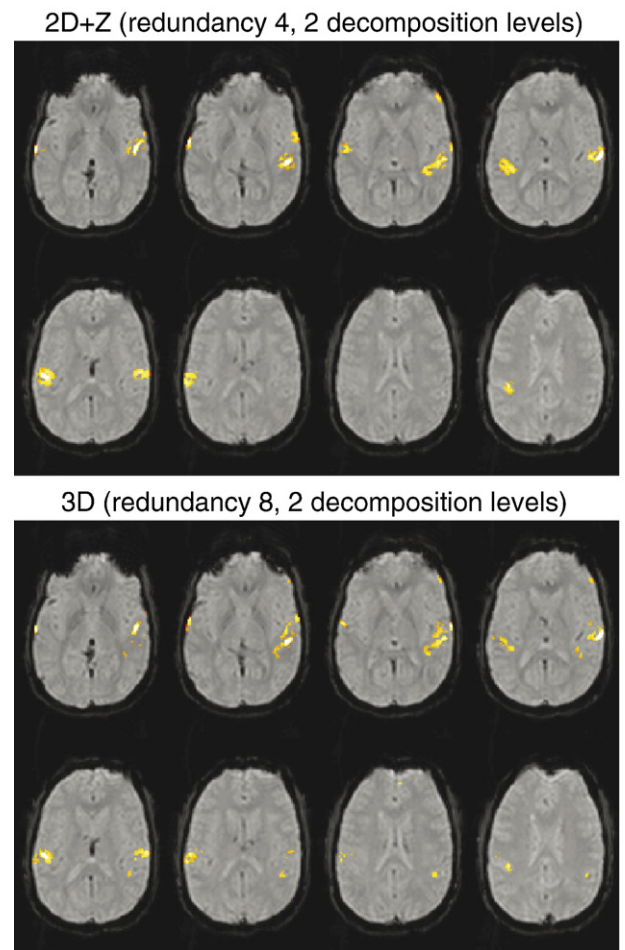 2D+Z (redundancy 4, 2 decomposition levels)
3D (redundancy 8, 2 decomposition levels)